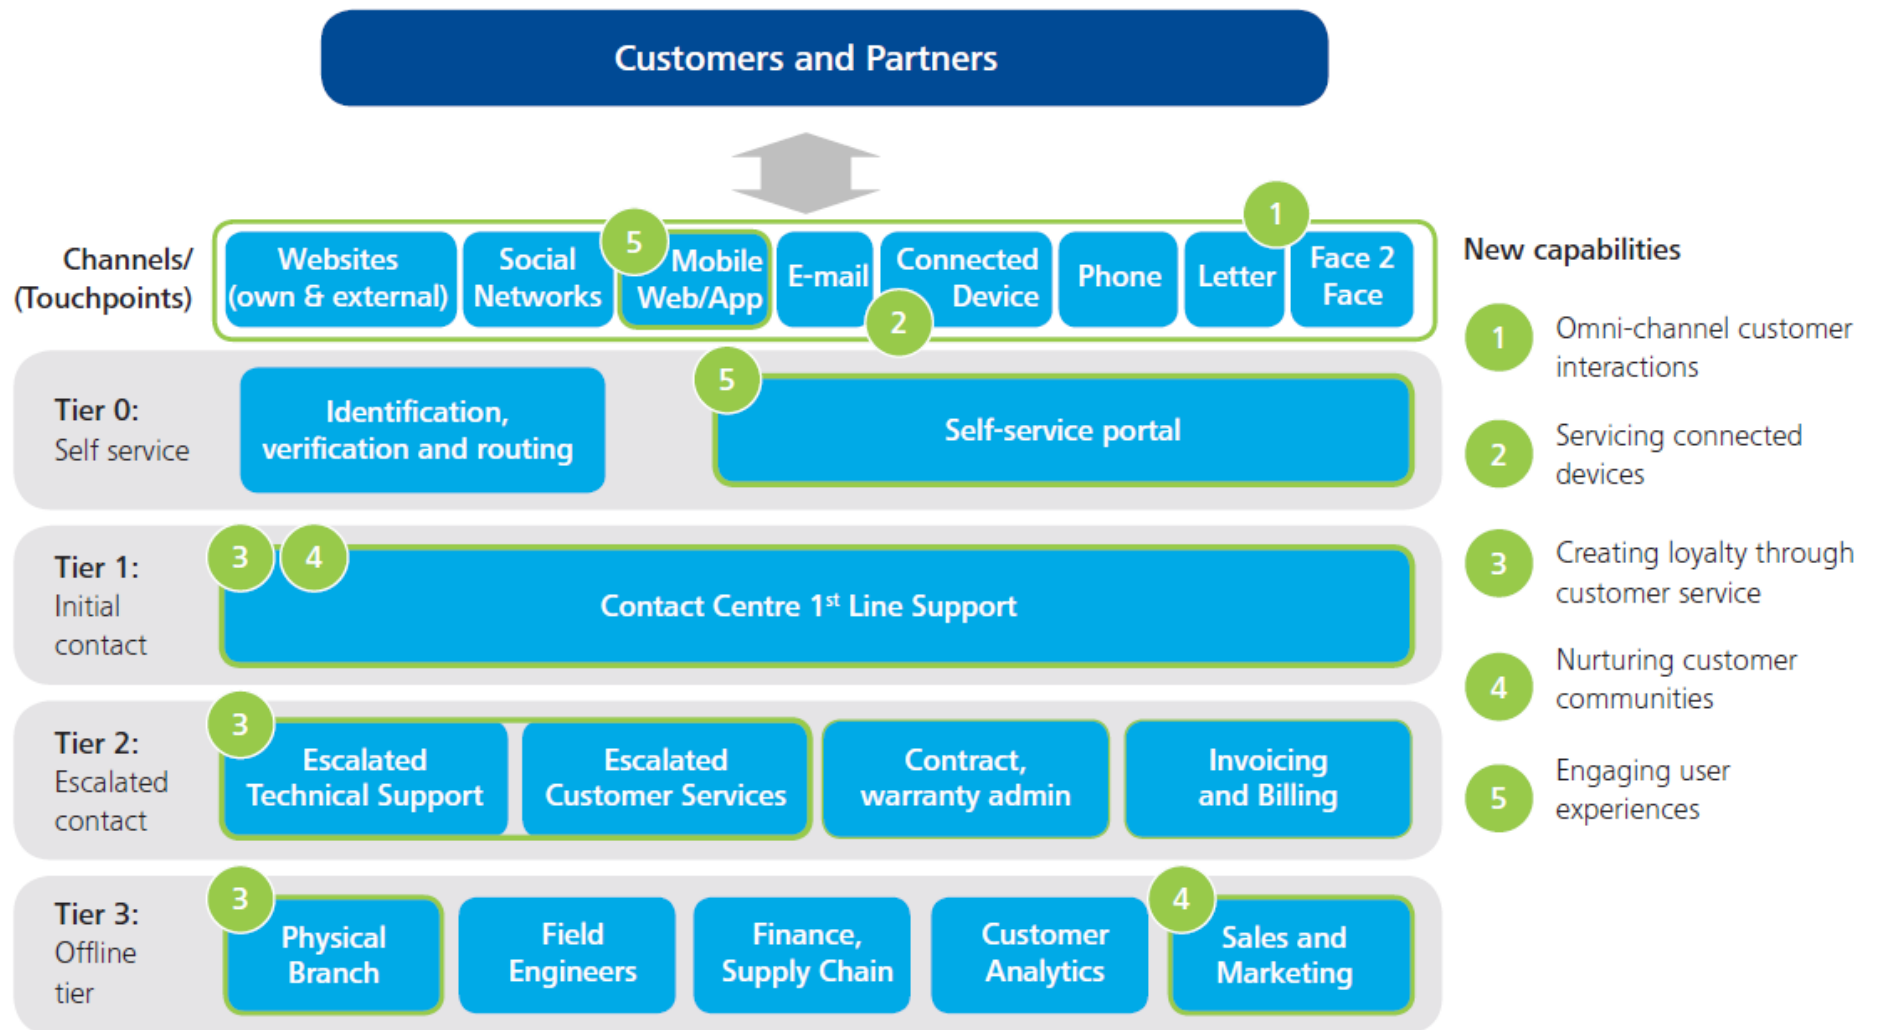 Customers and Partners
Channels/
(Touchpoints)
Websites
(own & external)
Social
Networks
5
Mobile
Web/App
E-mail
Connected
Device
2
Phone
Letter
1
Face 2
Face
Tier 0:
Self service
Identification,
verification and routing
5
Self-service portal
Tier 1:
Initial
contact
3
4
Contact Centre 1st Line Support
Tier 2:
Escalated
contact
3
Escalated
Technical Support
Escalated
Customer Services
Contract,
warranty admin
Invoicing
and Billing
Tier 3:
Offline
tier
3
Physical
Branch
Field
Engineers
Finance,
Supply Chain
Customer
Analytics
4
Sales and
Marketing
New capabilities
1
Omni-channel customer
interactions
2
Servicing connected
devices
3
Creating loyalty through
customer service
4
Nurturing customer
communities
5
Engaging user
experiences